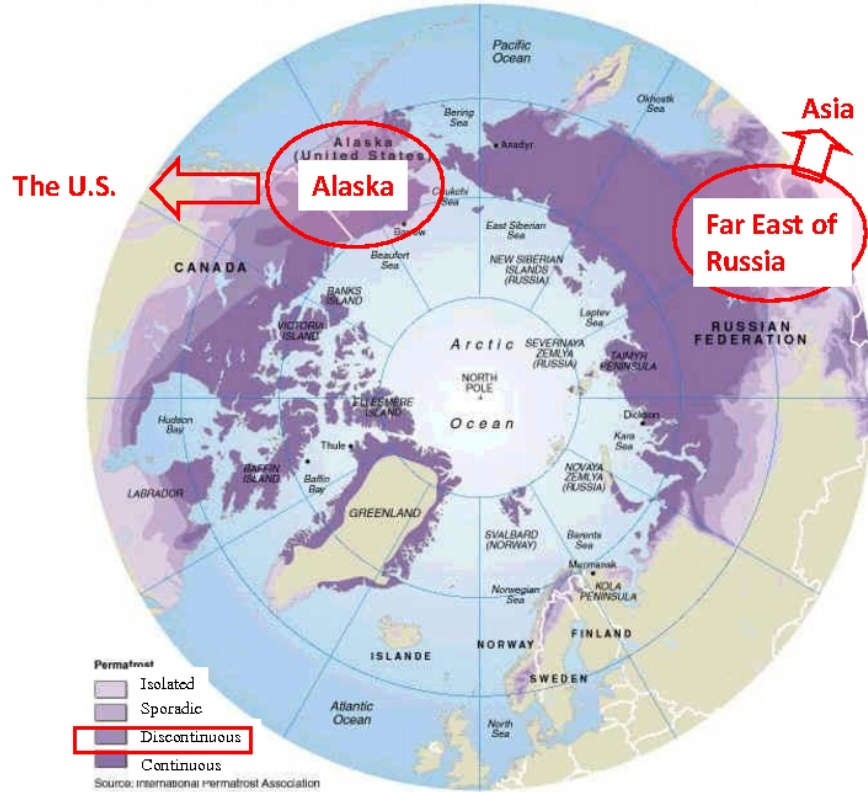 Pacific
Ocean
Okhostk
Sea
Asia
Bering
Sea
Anadyr
Alaska
(United States)
The U.S.
Alaska
Chukchi
Sea
Far East of
Russia
Barrow
Beaufort
Sea
East Siberian
Sea
CANADA
NEW SIBERIAN
ISLANDS
(RUSSIA)
BANKS
ISLAND
Laptev
Sea
VICTORIA
ISLAND
RUSSIAN
FEDERATION
Arctic
SEVERNAYA
ZEMLYA
(RUSSIA)
TAIMYR
PENINSULA
NORTH
POLE
+
ELLESMERE
ISLAND
Ocean
Dickson
Hudson
Bay
Thule
Kara
Sea
BAFFIN
ISLAND
Baffin
Bay
NOVAYA
ZEMLYA
(RUSSIA)
LABRADOR
GREENLAND
SVALBARD
(NORWAY)
Barents
Sea
Murmansk
KOLA
PENINSULA
Norwegian
Sea
FINLAND
NORWAY
ISLANDE
SWEDEN
Permafrost
Isolated
Sporadic
Discontinuous
Continuous
Atlantic
Ocean
North
Sea
Source: International Permafrost Association